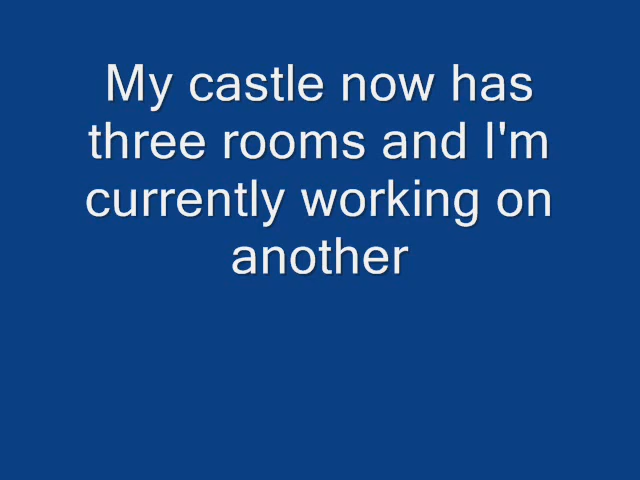 My castle now has
three rooms and I'm
currently working on
another